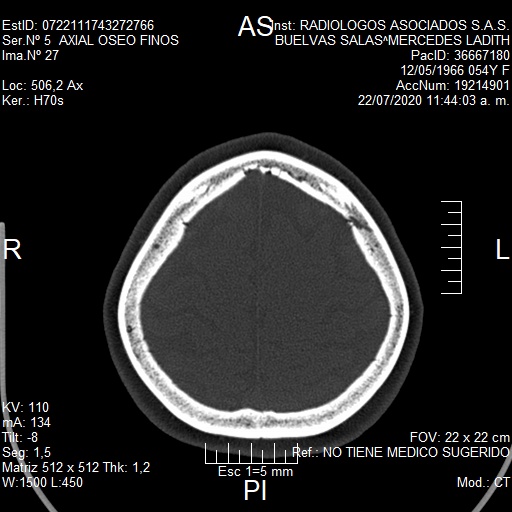 EstID: 0722111743272766
Ser.Nº 5 AXIAL OSEO FINOS
Ima.Nº 27
Loc: 506,2 Ax
Ker.: H70s
AS
Inst: RADIOLOGOS ASOCIADOS S.A.S.
BUELVAS SALAS^MERCEDES LADITH
PacID: 36667180
12/05/1966 054Y F
AccNum: 19214901
22/07/2020 11:44:03 a. m.
R
L
KV: 110
mA: 134
Tilt: -8
Seg: 1,5
Matriz 512 x 512 Thk: 1,2
W:1500 L:450
Esc 1=5 mm
PI
FOV: 22 x 22 cm
Ref.: NO TIENE MEDICO SUGERIDO
Mod.: CT